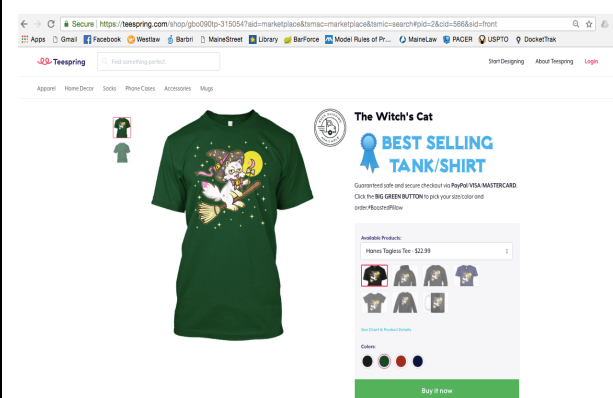 Secure | https://teespring.com/shop/gbo090tp-315054?aid=marketplace&tsmac=marketplace&tsmic=search#pid=2&cid=566&sid=front
Apps Gmail Facebook Westlaw Barbri MaineStreet Library BarForce Model Rules of Pr... MaineLaw PACER USPTO DocketTrak
Teespring Find something perfect Start Designing About Teespring Login
Apparel Home Decor Socks Phone Cases Accessories Mugs
The Witch's Cat
BEST SELLING
TANK/SHIRT
Guaranteed safe and secure checkout via PayPal/VISA/MASTERCARD.
Click the BIG GREEN BUTTON to pick your size/color and
order.#BoostedPillow
Available Products:
Hanes Tagless Tee - $22.99
See Size Chart & Product Details
Colors:
Buy it now